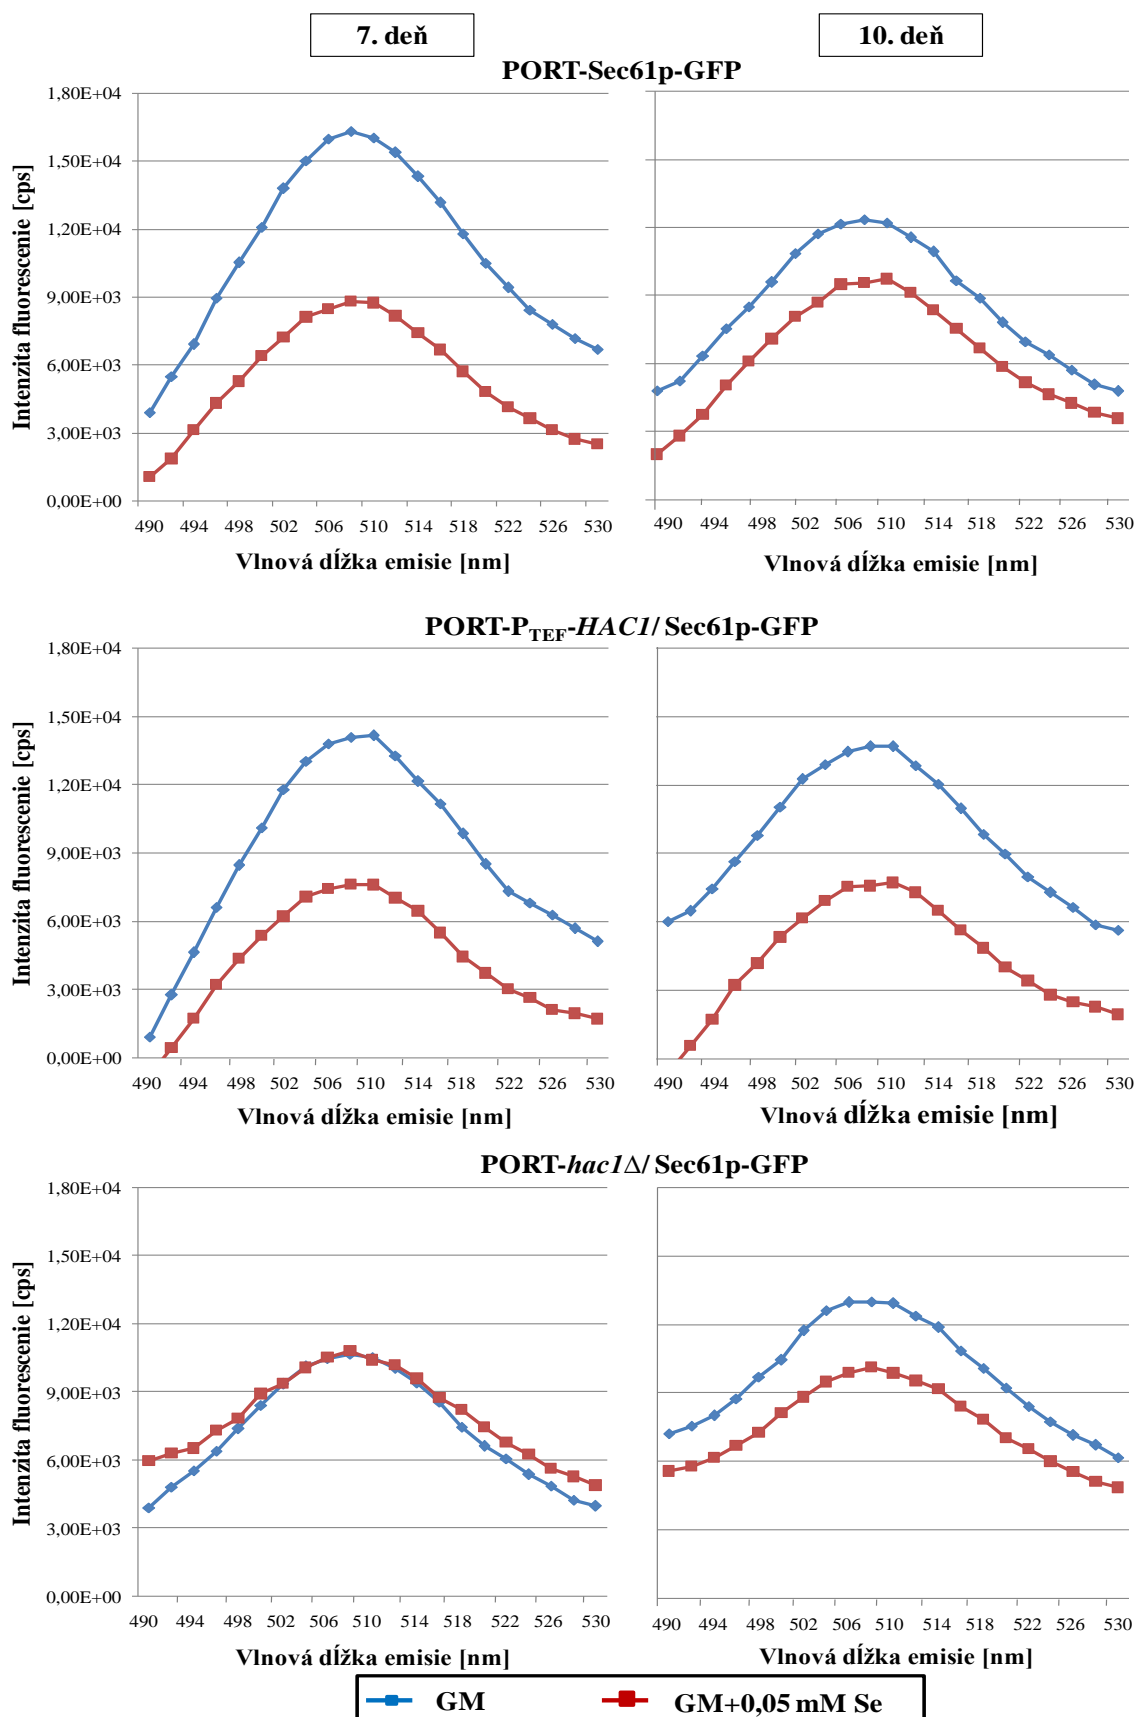 7. deň
10. deň
PORT-Sec61p-GFP
1,80E+04
1,50E+04
1,20E+04
9,00E+03
6,00E+03
3,00E+03
0,00E+00
Intenzita fluorescenie [cps]
490 494 498 502 506 510 514 518 522 526 530
Vlnová dĺžka emisie [nm]
490 494 498 502 506 510 514 518 522 526 530
Vlnová dĺžka emisie [nm]
PORT-PTEF-HAC1/ Sec61p-GFP
1,80E+04
1,50E+04
1,20E+04
9,00E+03
6,00E+03
3,00E+03
0,00E+00
Intenzita fluorescenie [cps]
490 494 498 502 506 510 514 518 522 526 530
Vlnová dĺžka emisie [nm]
490 494 498 502 506 510 514 518 522 526 530
Vlnová dĺžka emisie [nm]
PORT-hac1Δ/ Sec61p-GFP
1,80E+04
1,50E+04
1,20E+04
9,00E+03
6,00E+03
3,00E+03
0,00E+00
Intenzita fluorescenie [cps]
490 494 498 502 506 510 514 518 522 526 530
Vlnová dĺžka emisie [nm]
490 494 498 502 506 510 514 518 522 526 530
Vlnová dĺžka emisie [nm]
GM
GM+0,05 mM Se